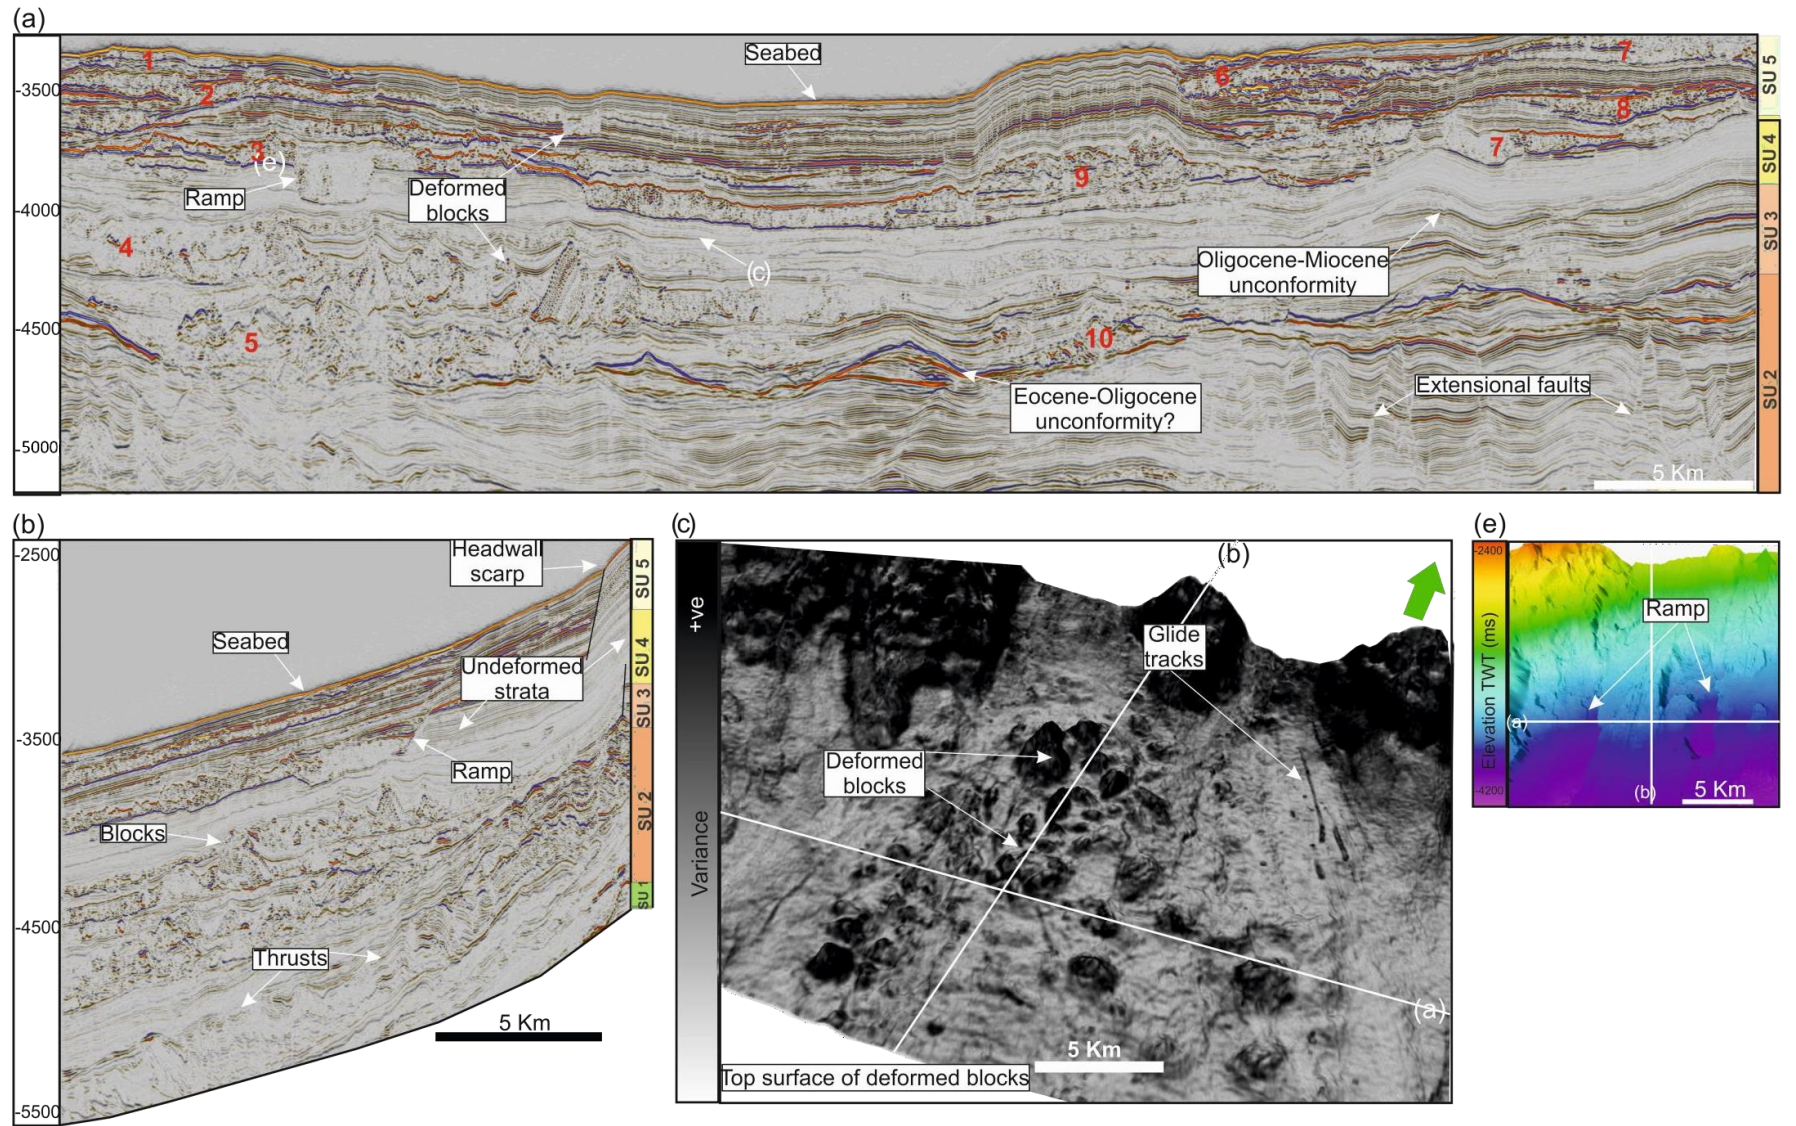 (a)
Seabed
1
2
3
(e)
Ramp
Deformed
blocks
4
5
6
7
8
7
9
(c)
10
Oligocene-Miocene
unconformity
Eocene-Oligocene
unconformity?
Extensional faults
5 Km
-3500
-4000
-4500
-5000
SU 5
SU 4
SU 3
SU 2
(b)
-2500
-3500
-4500
-5500
Headwall
scarp
Seabed
Undeformed
strata
Ramp
Blocks
Thrusts
5 Km
SU 5
SU 4
SU 3
SU 2
SU 1
(c)
+ve
Variance
(b)
Glide
tracks
Deformed
blocks
(a)
5 Km
Top surface of deformed blocks
(e)
-2400
Elevation TWT (ms)
-4200
Ramp
(a)
(b)
5 Km